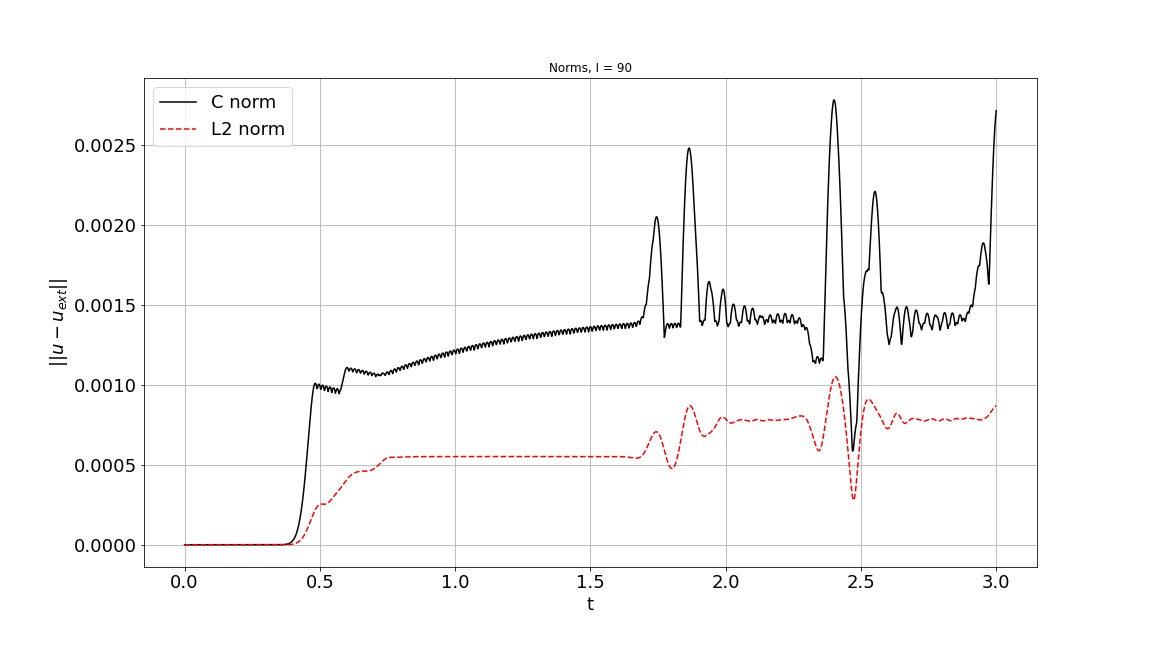 Norms, I = 90
C norm
L2 norm
||u − u_ext||
0.0025
0.0020
0.0015
0.0010
0.0005
0.0000
0.0 0.5 1.0 1.5 2.0 2.5 3.0
t